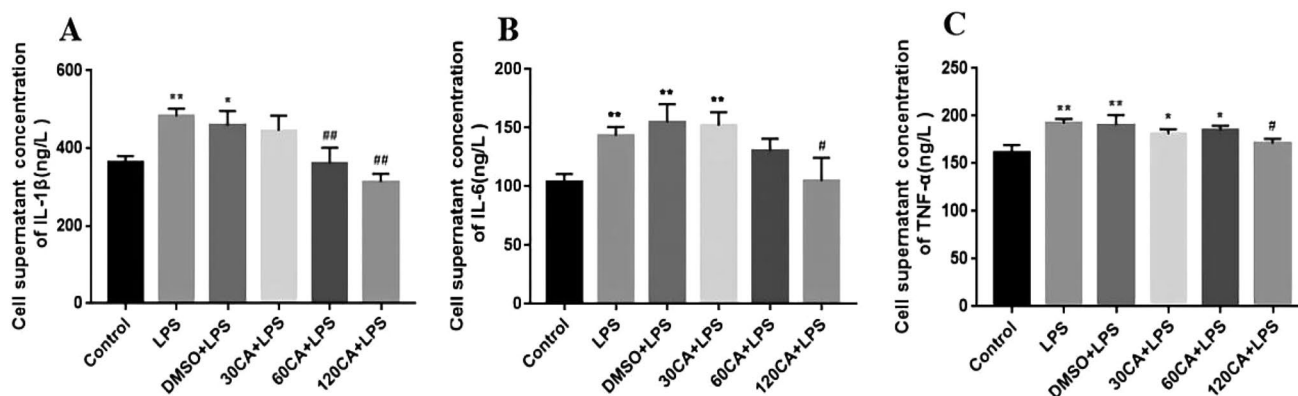 A
Cell supernatant concentration
of IL-1β(ng/L )
600
400
200
0
**
*
##
##
Control
LPS
DMSO+LPS
30CA+LPS
60CA+LPS
120CA+LPS
B
Cell supernatant concentration
of IL-6(ng/L )
200
150
100
50
0
**
**
**
#
Control
LPS
DMSO+LPS
30CA+LPS
60CA+LPS
120CA+LPS
C
Cell supernatant concentration
of TNF-α(ng/L )
250
200
150
100
50
0
**
**
*
*
#
Control
LPS
DMSO+LPS
30CA+LPS
60CA+LPS
120CA+LPS